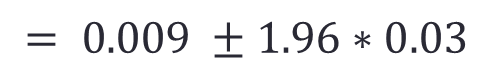 = 0.009 ± 1.96 * 0.03